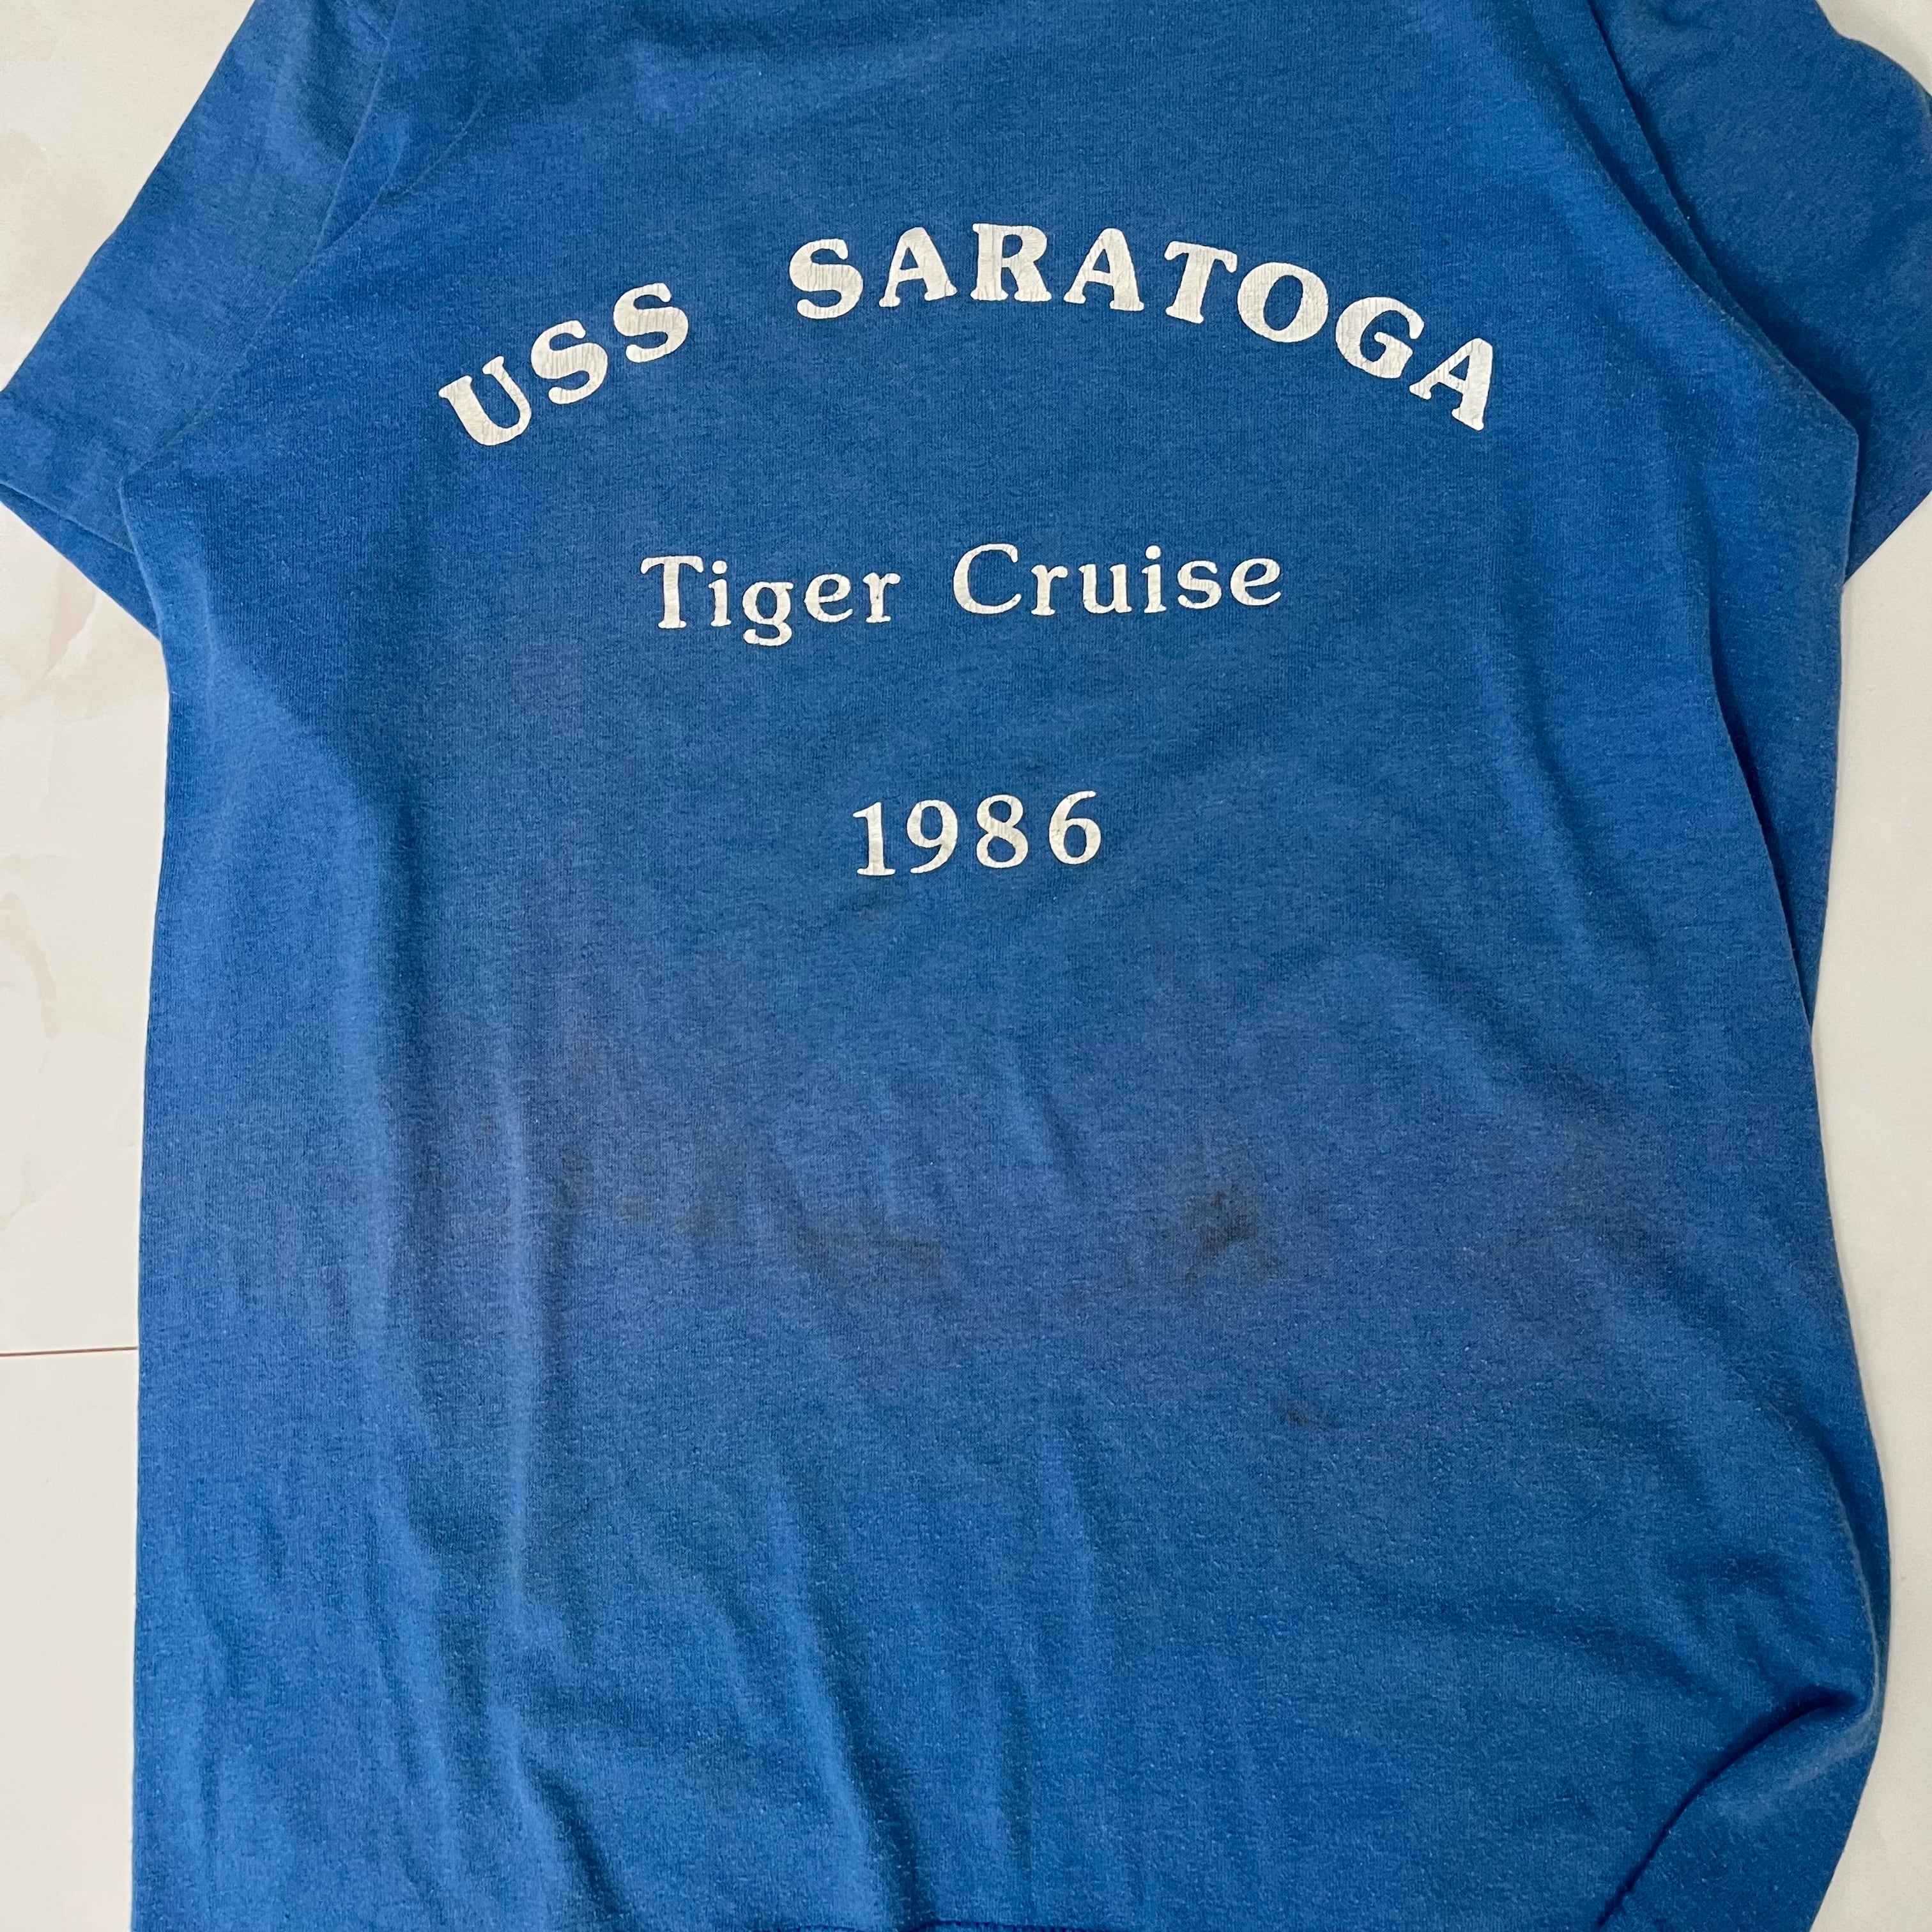 USS SARATOGA
Tiger Cruise
1986